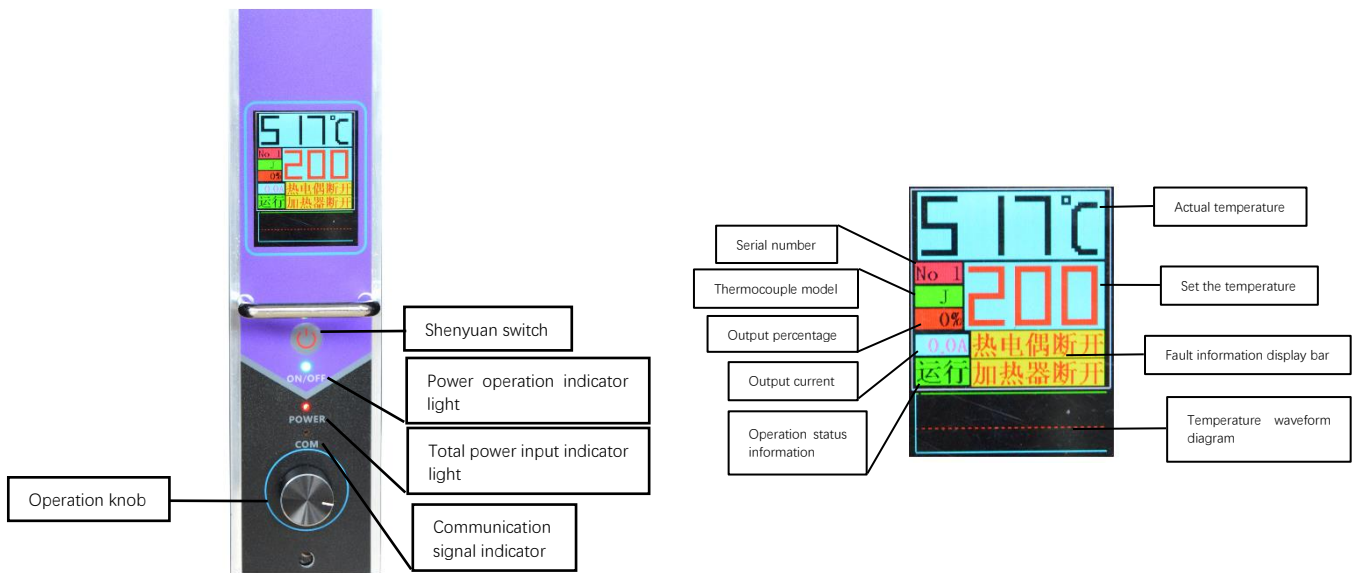 517℃
No 1
J
0%
200
0.0A
热电偶断开
运行
加热器断开
ON/OFF
POWER
COM
Shenyuan switch
Power operation indicator
light
Total power input indicator
light
Operation knob
Communication
signal indicator
517℃
No 1
J
0%
200
0.0A
热电偶断开
运行
加热器断开
Serial number
Thermocouple model
Output percentage
Output current
Operation status
information
Actual temperature
Set the temperature
Fault information display bar
Temperature waveform
diagram